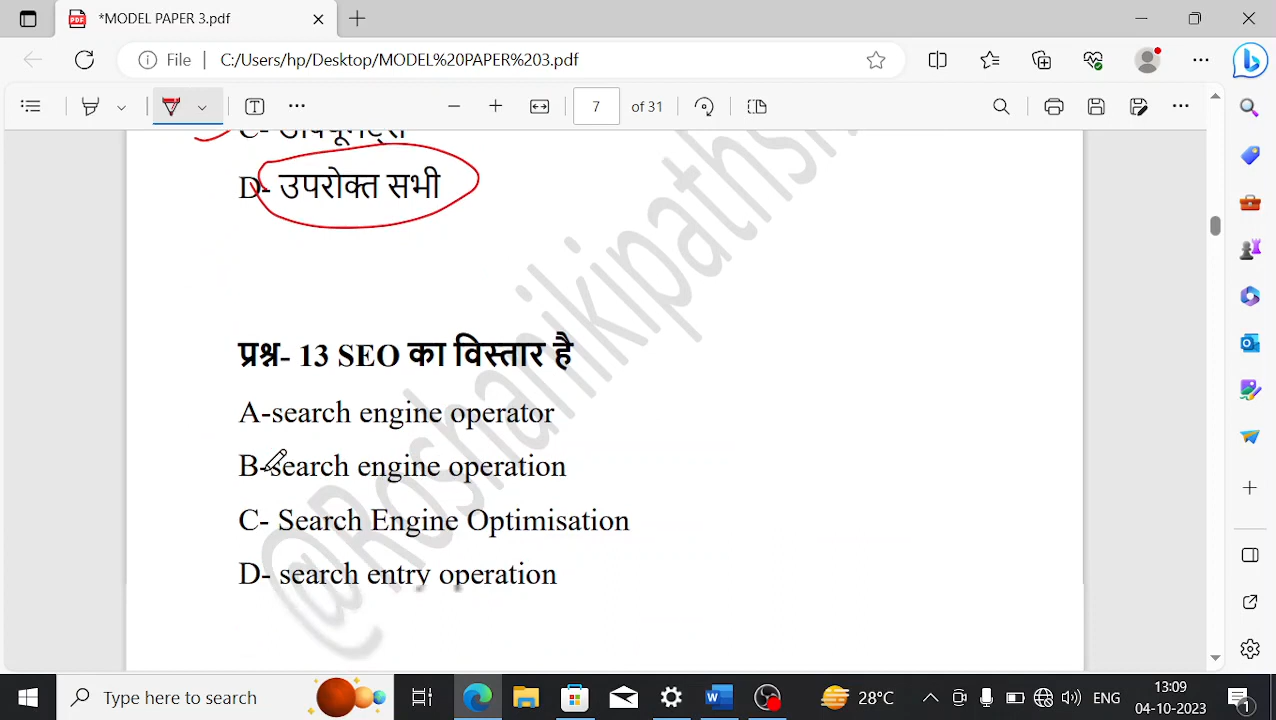 *MODEL PAPER 3.pdf
File
C:/Users/hp/Desktop/MODEL%20PAPER%203.pdf
7
of 31
C- डॉक्यूमेंट्स
D- उपरोक्त सभी
प्रश्न- 13 SEO का विस्तार है
A-search engine operator
B-search engine operation
C- Search Engine Optimisation
D- search entry operation
@Roshanikipathsh
Type here to search
28°C
ENG
13:09
04-10-2023
1